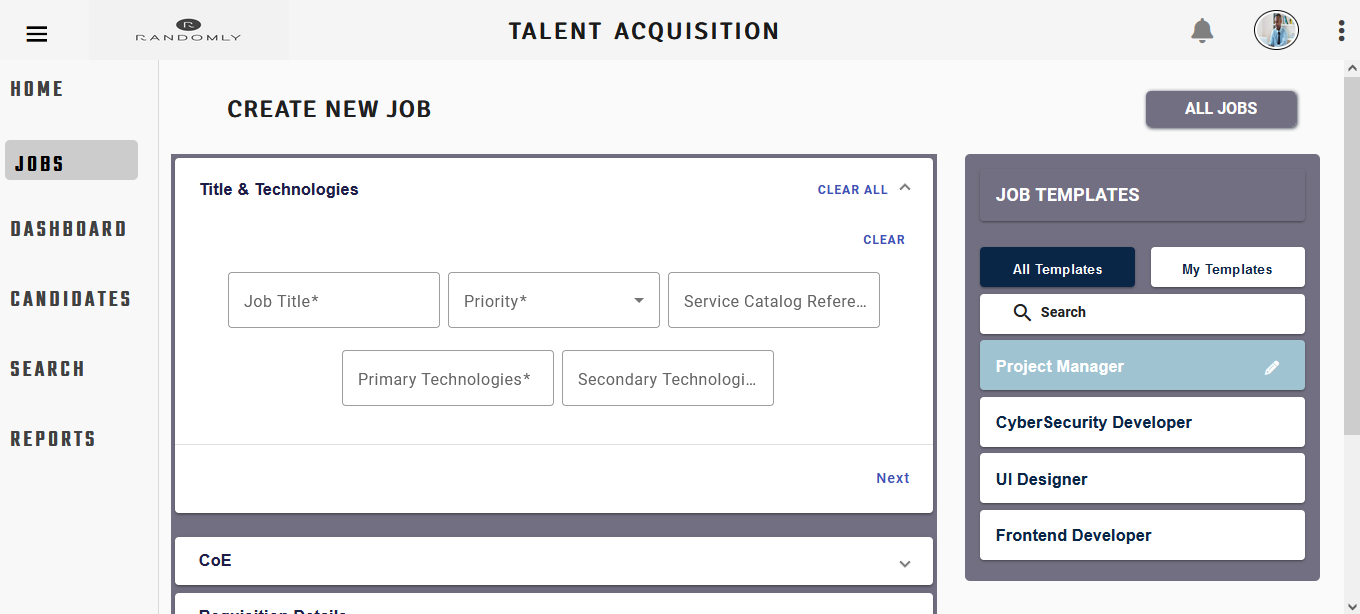 RANDOMLY
TALENT ACQUISITION
HOME
JOBS
DASHBOARD
CANDIDATES
SEARCH
REPORTS
CREATE NEW JOB
ALL JOBS
Title & Technologies
CLEAR ALL
CLEAR
Job Title*
Priority*
Service Catalog Refere…
Primary Technologies*
Secondary Technologi…
Next
CoE
Requisition Details
JOB TEMPLATES
All Templates
My Templates
Search
Project Manager
CyberSecurity Developer
UI Designer
Frontend Developer